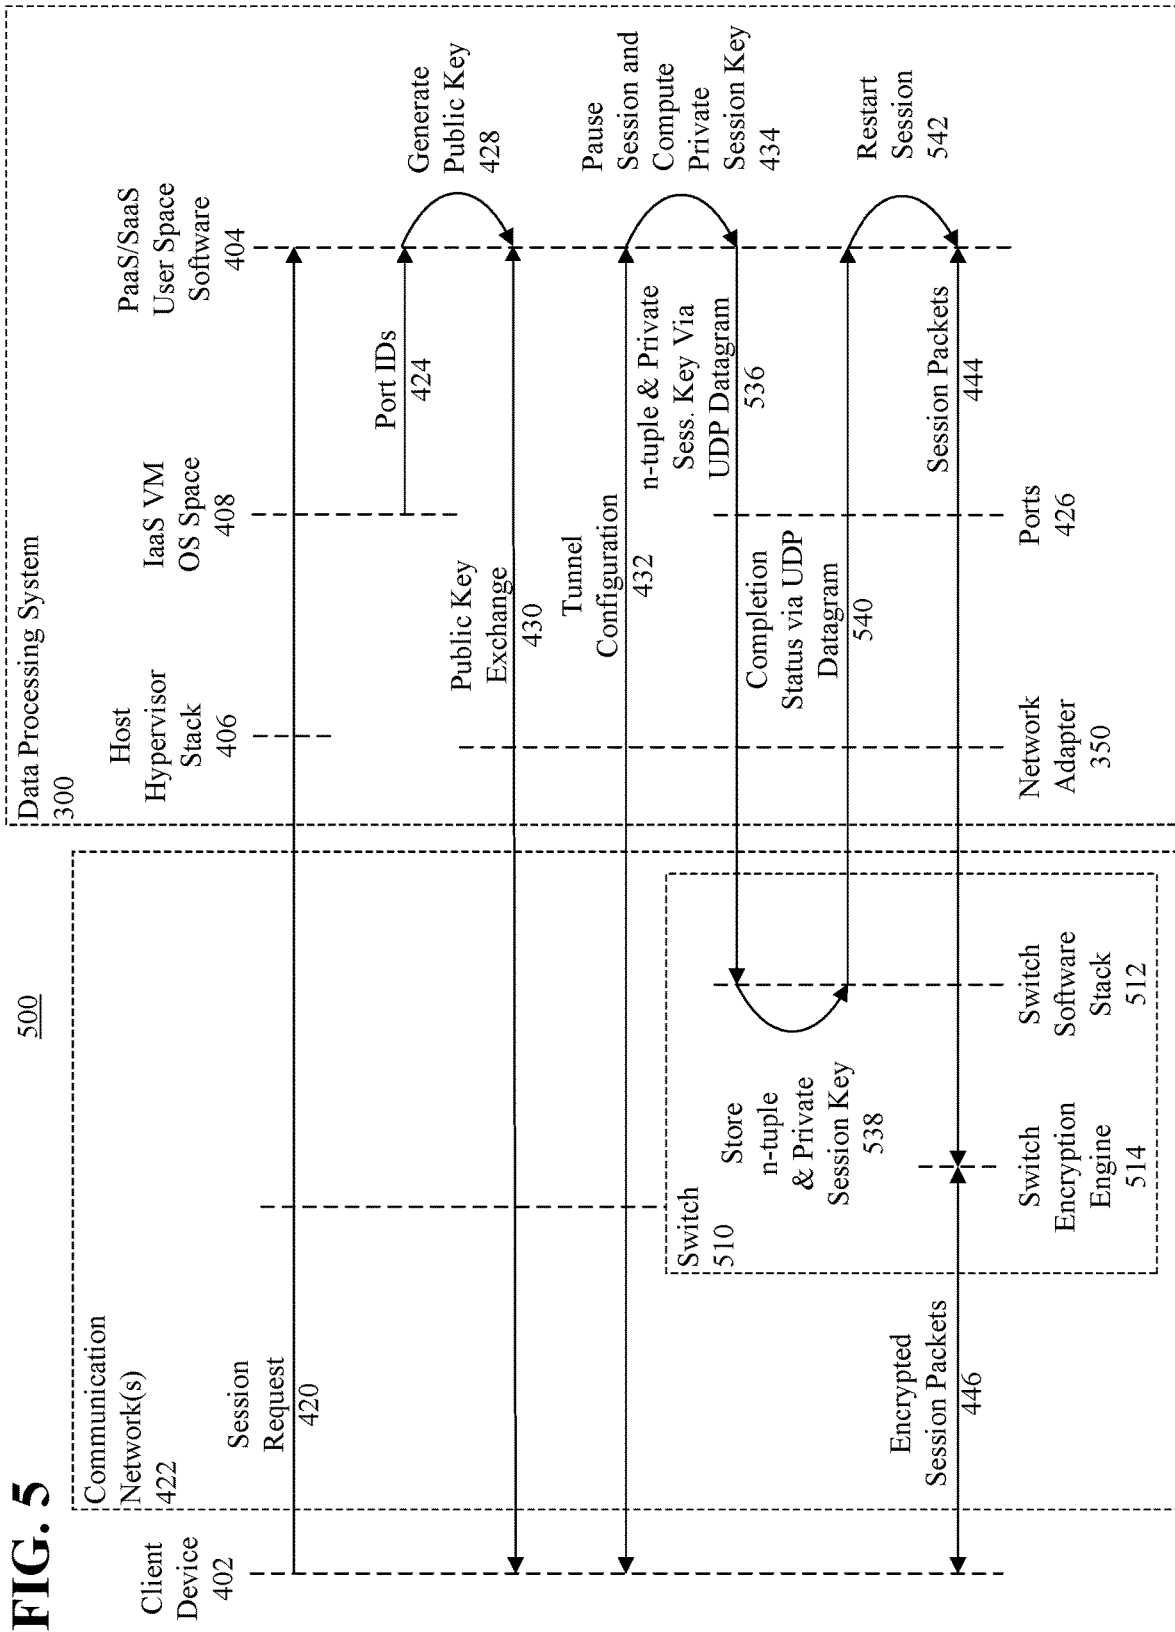 FIG. 5
500
Client
Device
402
Communication
Network(s)
422
Data Processing System
300
Host
Hypervisor
Stack
406
IaaS VM
OS Space
408
PaaS/SaaS
User Space
Software
404
Session
Request
420
Port IDs
424
Generate
Public Key
428
Public Key
Exchange
430
Tunnel
Configuration
432
Pause
Session and
Compute
Private
Session Key
434
Switch
510
n-tuple & Private
Sess. Key Via
UDP Datagram
536
Store
n-tuple
& Private
Session Key
538
Completion
Status via UDP
Datagram
540
Restart
Session
542
Encrypted
Session Packets
446
Session Packets
444
Switch
Encryption
Engine
514
Switch
Software
Stack
512
Network
Adapter
350
Ports
426